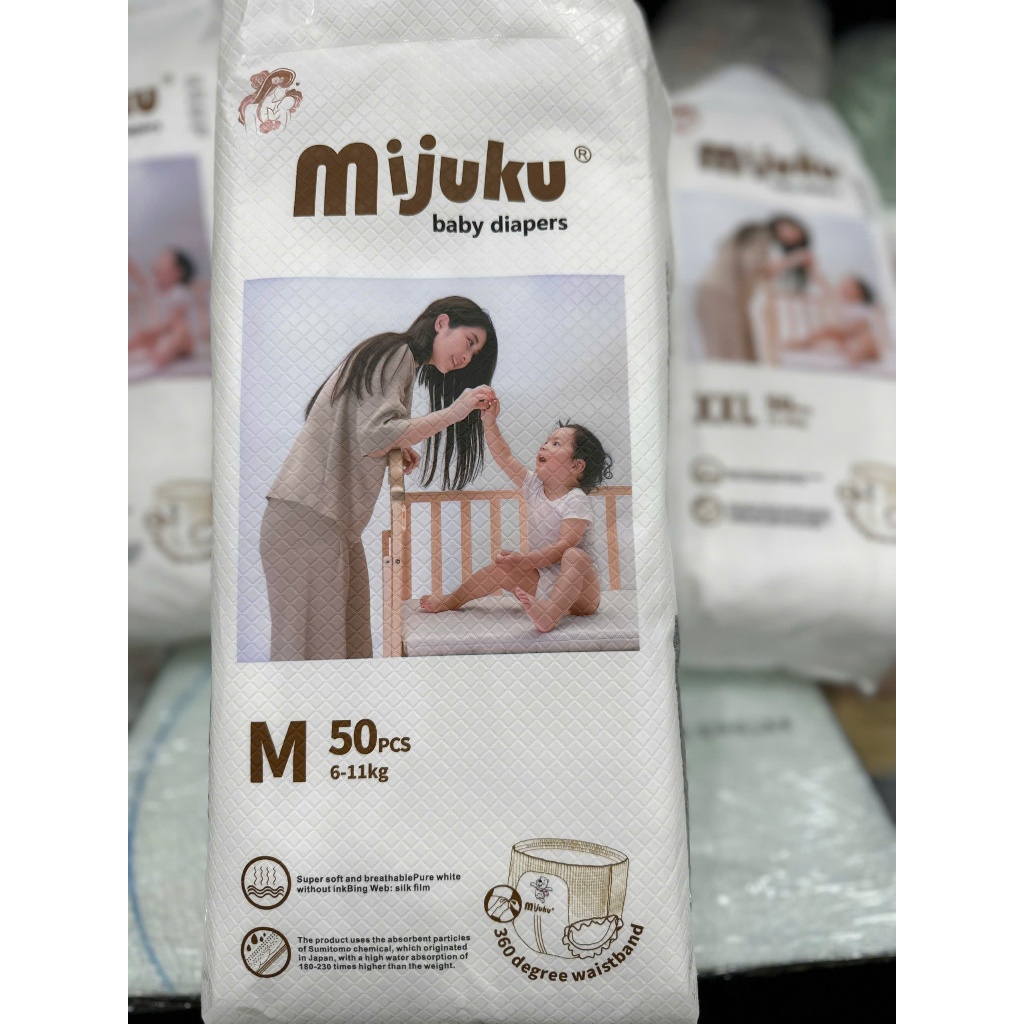 mijuku®
baby diapers
M 50PCS
6-11kg
Super soft and breathablePure white
without inkBing Web: silk film
The product uses the absorbent particles
of Sumitomo chemical, which originated
in Japan, with a high water absorption of
180-230 times higher than the weight.
mijuku
360 degree waistband
uku
mijuku
XXL